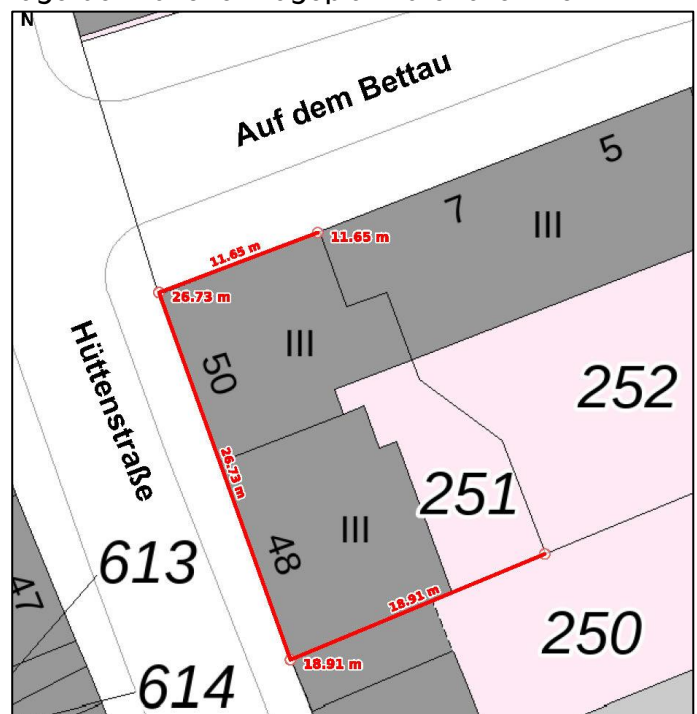 N
Auf dem Bettau
5
7
III
11.65 m
11.65 m
26.73 m
III
50
252
Hüttenstraße
26.73 m
251
III
48
613
47
18.91 m
250
18.91 m
614